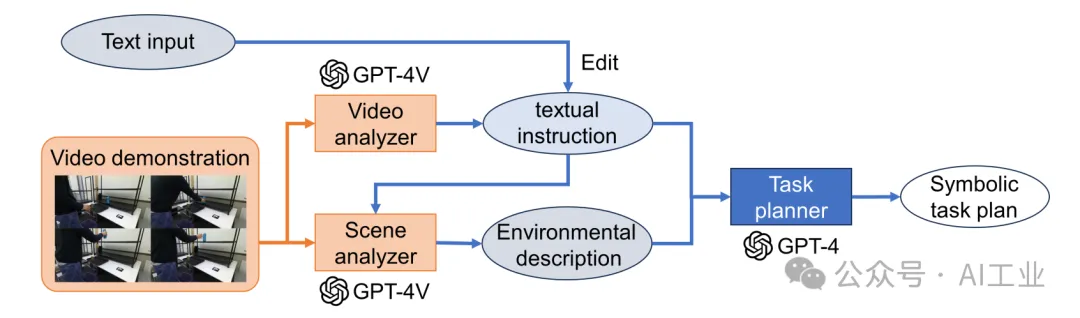 Text input
Edit
GPT-4V
Video
analyzer
textual
instruction
Video demonstration
Scene
analyzer
GPT-4V
Environmental
description
Task
planner
GPT-4
Symbolic
task plan
公众号·AI工业